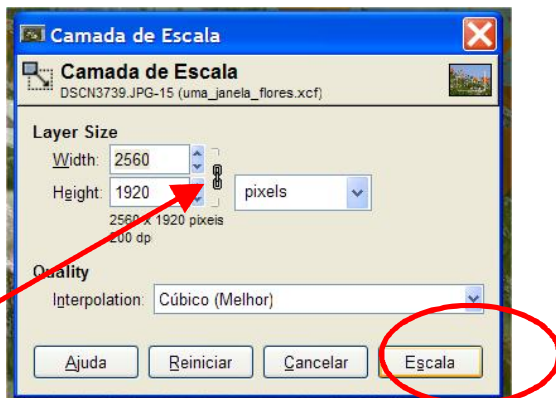 Camada de Escala
Camada de Escala
DSCN3739.JPG-15 (uma_janela_flores.xcf)
Layer Size
Width: 2560
Height: 1920 pixels
2560 x 1920 pixeis
200 dp
Quality
Interpolation: Cúbico (Melhor)
Ajuda Reiniciar Cancelar Escala